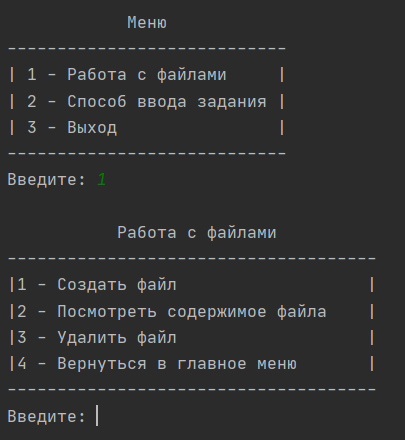 Меню
----------------------------
| 1 - Работа с файлами     |
| 2 - Способ ввода задания |
| 3 - Выход                |
----------------------------
Введите: 1
Работа с файлами
-------------------------------------
|1 - Создать файл                   |
|2 - Посмотреть содержимое файла    |
|3 - Удалить файл                   |
|4 - Вернуться в главное меню       |
-------------------------------------
Введите: